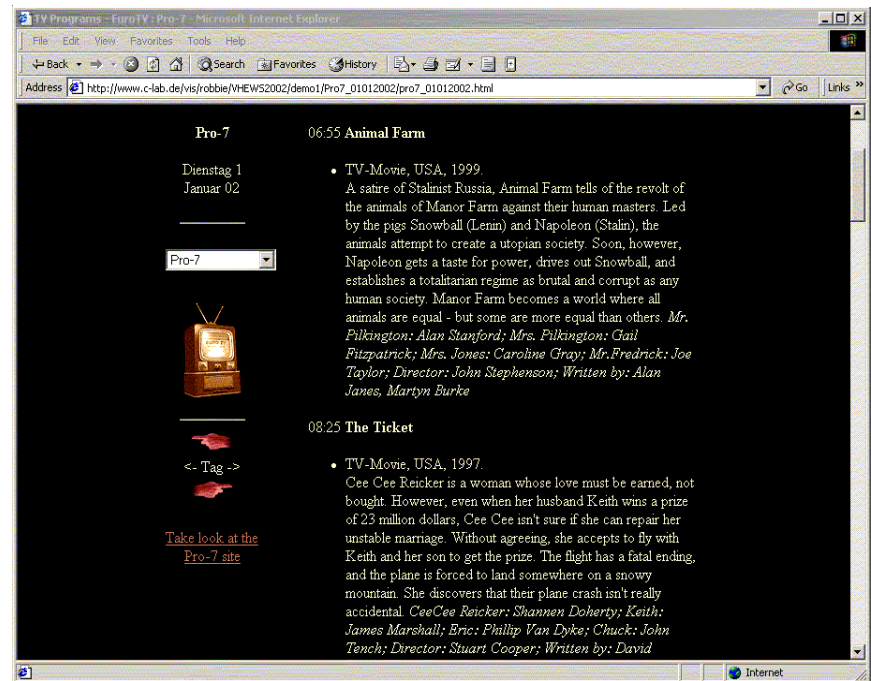 TV Programs - EuroTV : Pro-7 - Microsoft Internet Explorer
File Edit View Favorites Tools Help
Back Search Favorites History
Address http://www.c-lab.de/vis/robbie/VHEWS2002/demo1/Pro7_01012002/pro7_01012002.html Go Links »
Pro-7
Dienstag 1
Januar 02
Pro-7
EURO TV
<- Tag ->
Take look at the
Pro-7 site
06:55 Animal Farm
TV-Movie, USA, 1999.
A satire of Stalinist Russia, Animal Farm tells of the revolt of
the animals of Manor Farm against their human masters. Led
by the pigs Snowball (Lenin) and Napoleon (Stalin), the
animals attempt to create a utopian society. Soon, however,
Napoleon gets a taste for power, drives out Snowball, and
establishes a totalitarian regime as brutal and corrupt as any
human society. Manor Farm becomes a world where all
animals are equal - but some are more equal than others. Mr.
Pilkington: Alan Stanford; Mrs. Pilkington: Gail
Fitzpatrick; Mrs. Jones: Caroline Gray; Mr.Fredrick: Joe
Taylor; Director: John Stephenson; Written by: Alan
Janes, Martyn Burke
08:25 The Ticket
TV-Movie, USA, 1997.
Cee Cee Reicker is a woman whose love must be earned, not
bought. However, even when her husband Keith wins a prize
of 23 million dollars, Cee Cee isn't sure if she can repair her
unstable marriage. Without agreeing, she accepts to fly with
Keith and her son to get the prize. The flight has a fatal ending,
and the plane is forced to land somewhere on a snowy
mountain. She discovers that their plane crash isn't really
accidental. CeeCee Reicker: Shannen Doherty; Keith:
James Marshall; Eric: Phillip Van Dyke; Chuck: John
Tench; Director: Stuart Cooper; Written by: David
Internet